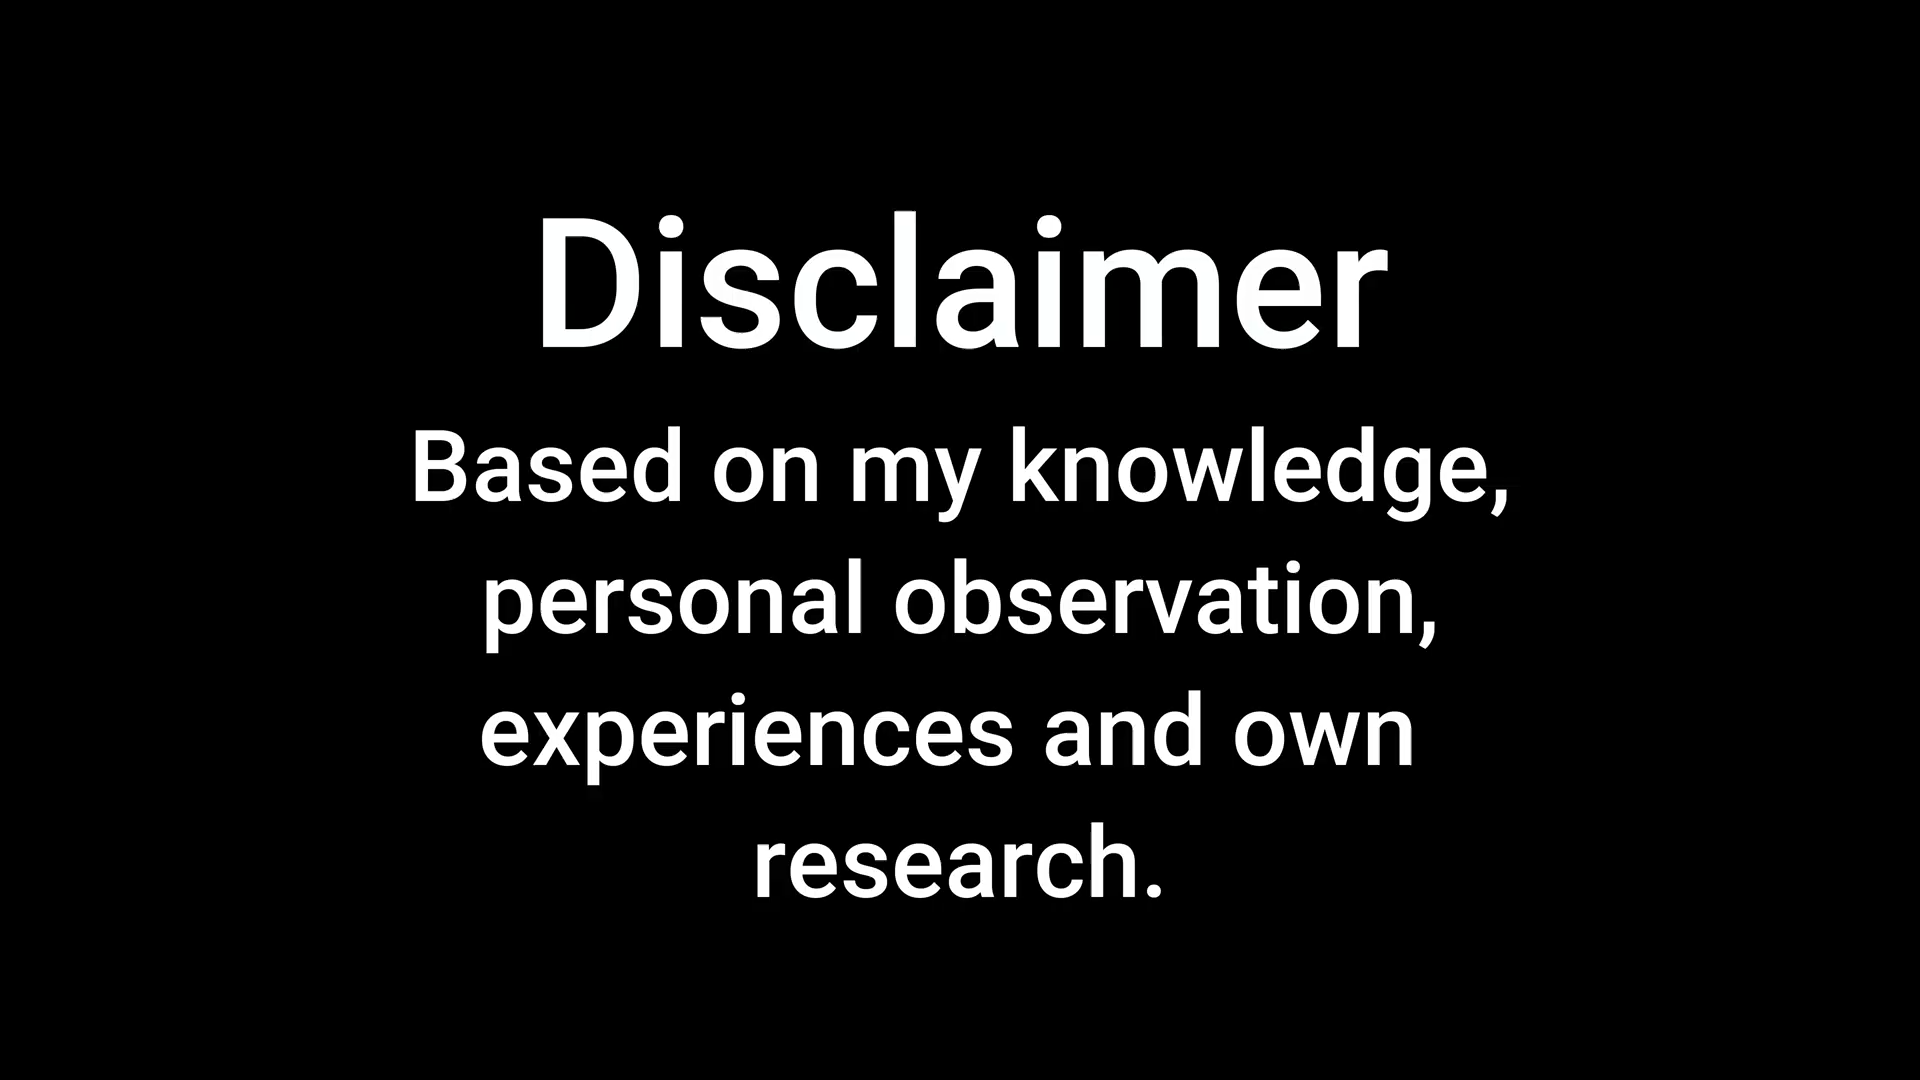 Disclaimer
Based on my knowledge,
personal observation,
experiences and own
research.